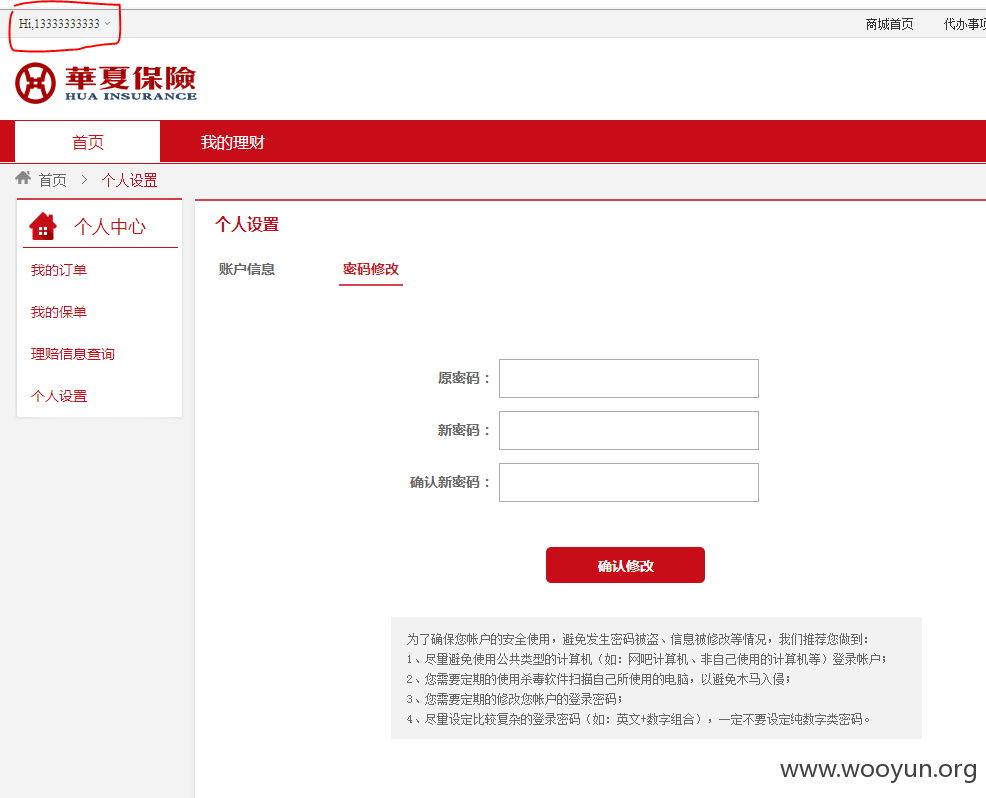 Hi,13333333333
商城首页 代办事项
華夏保險
HUA INSURANCE
首页 我的理财
首页 > 个人设置
个人中心
我的订单
我的保单
理赔信息查询
个人设置
个人设置
账户信息 密码修改
原密码：
新密码：
确认新密码：
确认修改
为了确保您帐户的安全使用，避免发生密码被盗、信息被修改等情况，我们推荐您做到：
1、尽量避免使用公共类型的计算机（如：网吧计算机、非自己使用的计算机等）登录帐户；
2、您需要定期的使用杀毒软件扫描自己所使用的电脑，以避免木马入侵；
3、您需要定期的修改您帐户的登录密码；
4、尽量设定比较复杂的登录密码（如：英文+数字组合），一定不要设定纯数字类密码。
www.wooyun.org